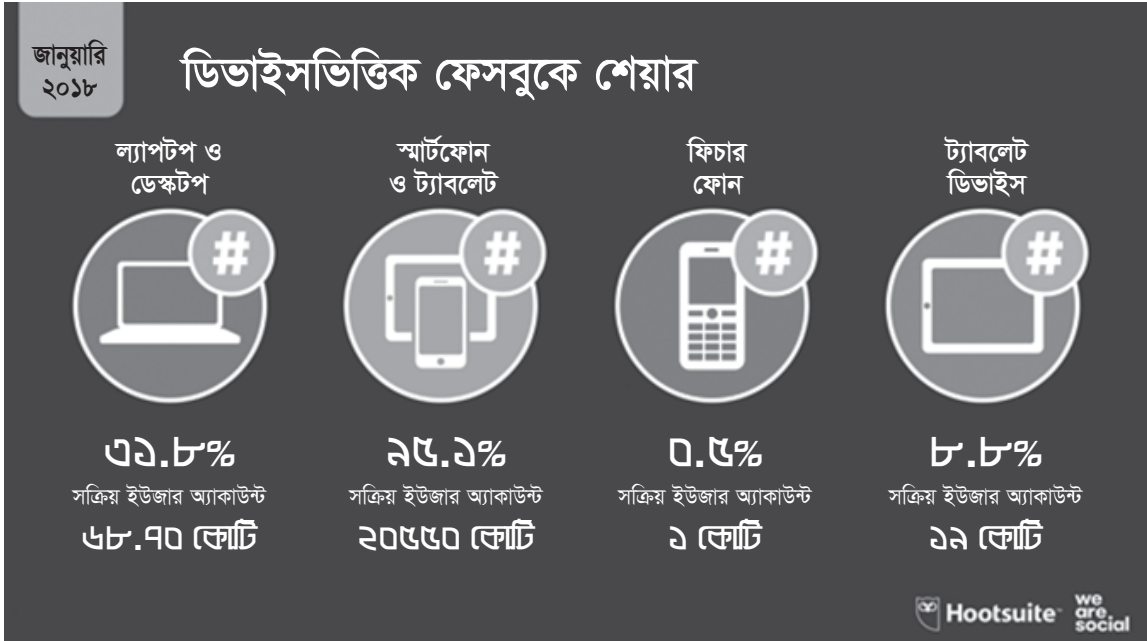 জানুয়ারি
২০১৮
ডিভাইসভিত্তিক ফেসবুকে শেয়ার
ল্যাপটপ ও
ডেস্কটপ
#
৩১.৮%
সক্রিয় ইউজার অ্যাকাউন্ট
৬৮.৭০ কোটি
স্মার্টফোন
ও ট্যাবলেট
#
৯৫.১%
সক্রিয় ইউজার অ্যাকাউন্ট
২০৫৫০ কোটি
ফিচার
ফোন
#
০.৫%
সক্রিয় ইউজার অ্যাকাউন্ট
১ কোটি
ট্যাবলেট
ডিভাইস
#
৮.৮%
সক্রিয় ইউজার অ্যাকাউন্ট
১৯ কোটি
Hootsuite
we
are
social